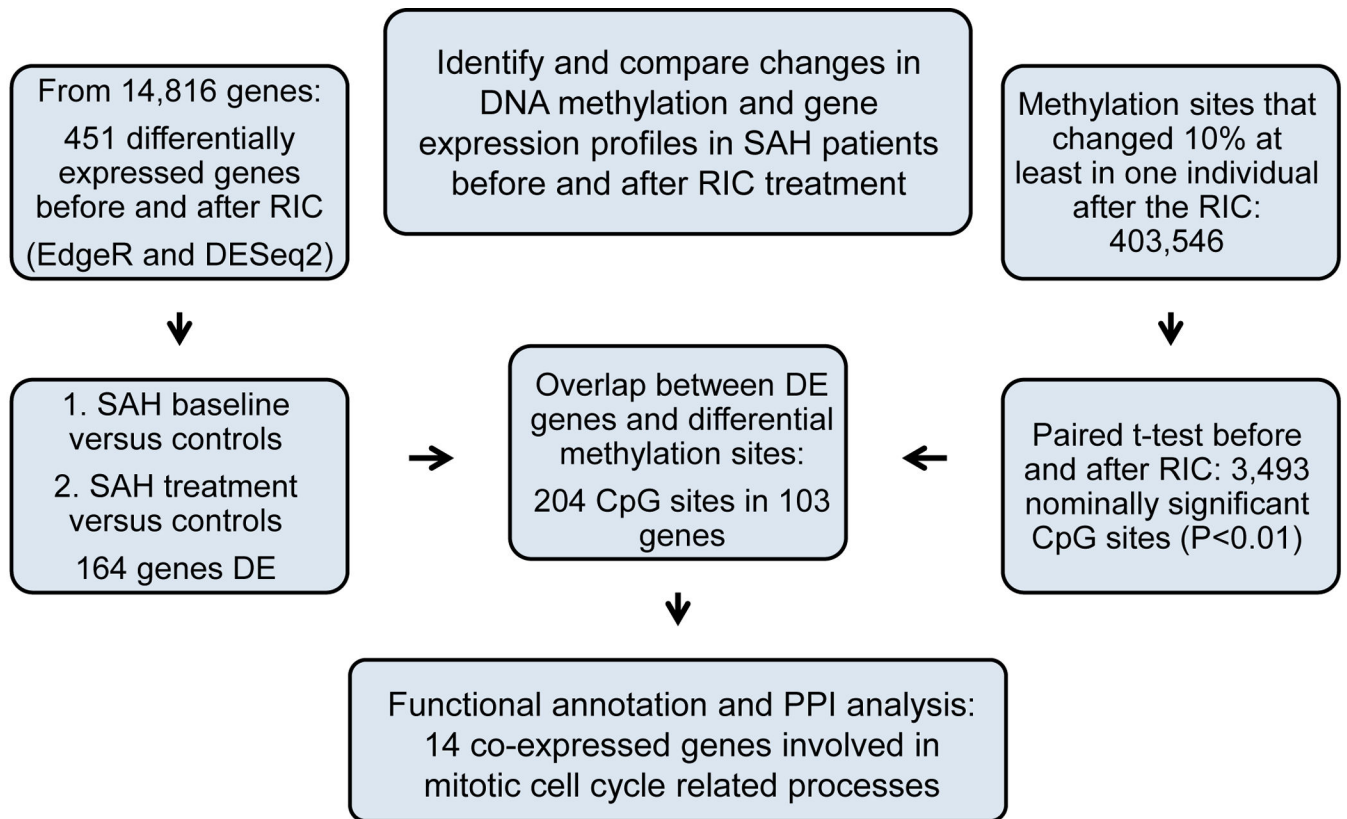 Identify and compare changes in
DNA methylation and gene
expression profiles in SAH patients
before and after RIC treatment
From 14,816 genes:
451 differentially
expressed genes
before and after RIC
(EdgeR and DESeq2)
Methylation sites that
changed 10% at
least in one individual
after the RIC:
403,546
1. SAH baseline
versus controls
2. SAH treatment
versus controls
164 genes DE
Overlap between DE
genes and differential
methylation sites:
204 CpG sites in 103
genes
Paired t-test before
and after RIC: 3,493
nominally significant
CpG sites (P<0.01)
Functional annotation and PPI analysis:
14 co-expressed genes involved in
mitotic cell cycle related processes